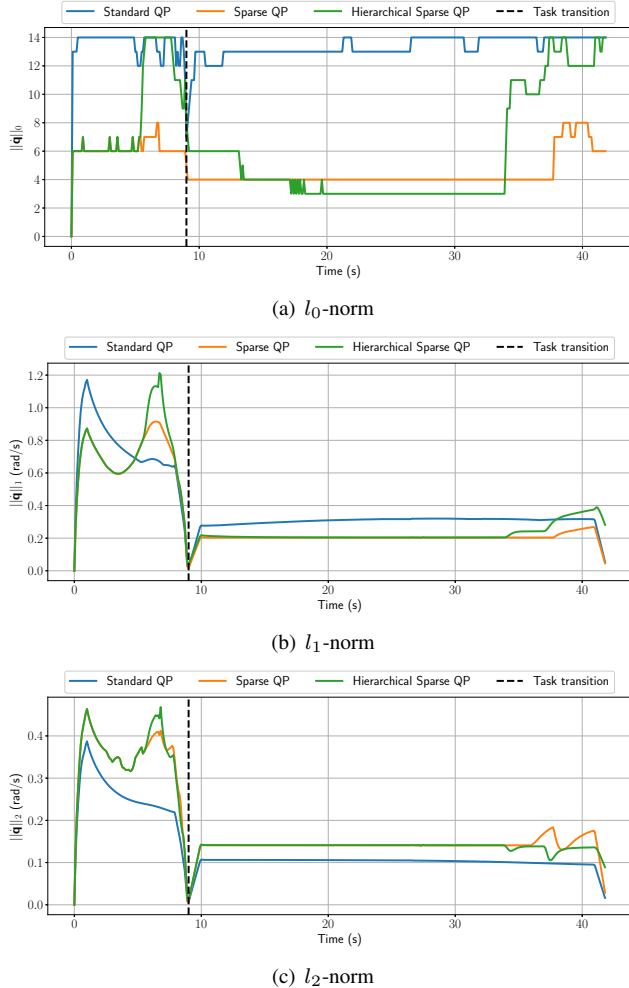 Standard QP Sparse QP Hierarchical Sparse QP Task transition
14
12
10
8
6
4
2
0
||q̇||₀
0 10 20 30 40
Time (s)
(a) l₀-norm
Standard QP Sparse QP Hierarchical Sparse QP Task transition
1.2
1.0
0.8
0.6
0.4
0.2
0.0
||q̇||₁ (rad/s)
0 10 20 30 40
Time (s)
(b) l₁-norm
Standard QP Sparse QP Hierarchical Sparse QP Task transition
0.4
0.3
0.2
0.1
0.0
||q̇||₂ (rad/s)
0 10 20 30 40
Time (s)
(c) l₂-norm